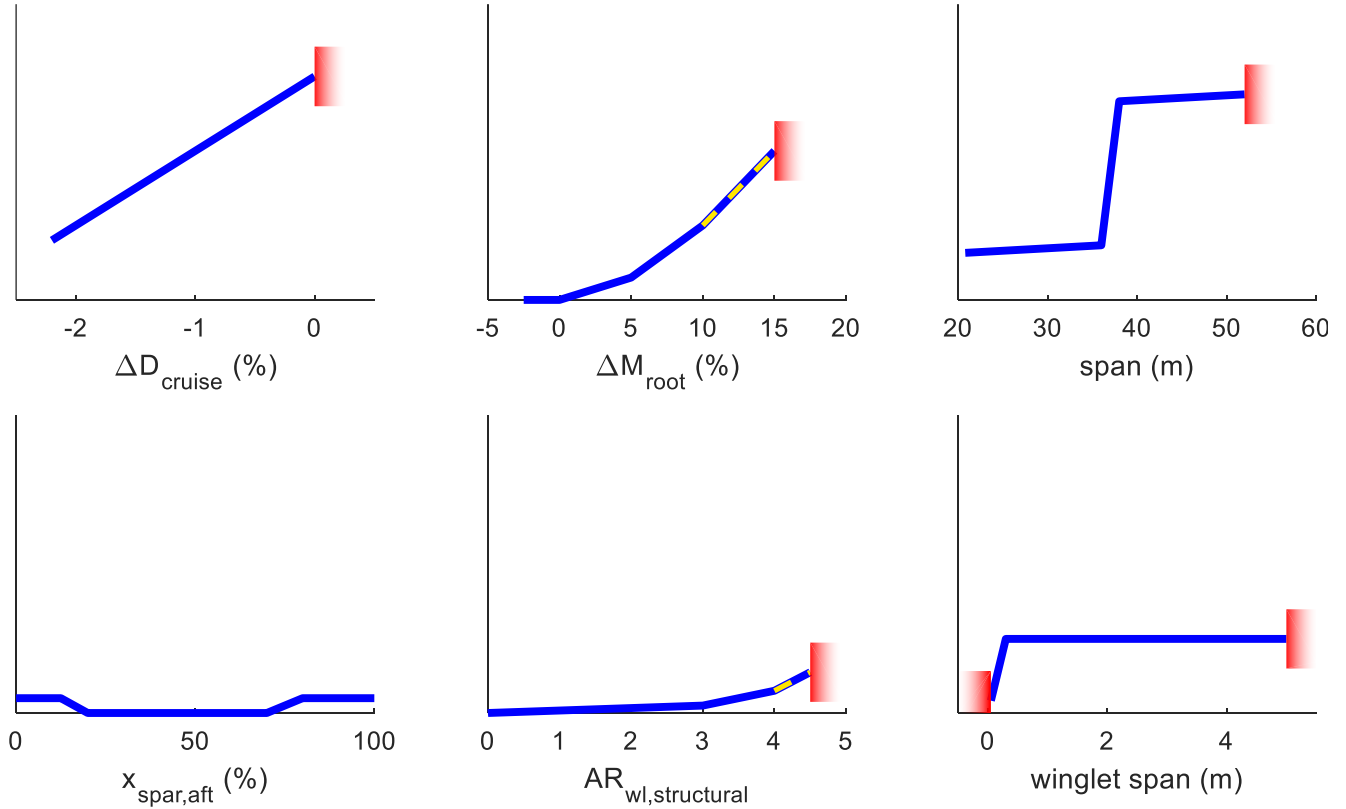 -2 -1 0
ΔD_cruise (%)
-5 0 5 10 15 20
ΔM_root (%)
20 30 40 50 60
span (m)
0 50 100
x_spar,aft (%)
0 1 2 3 4 5
AR_wl,structural
0 2 4
winglet span (m)